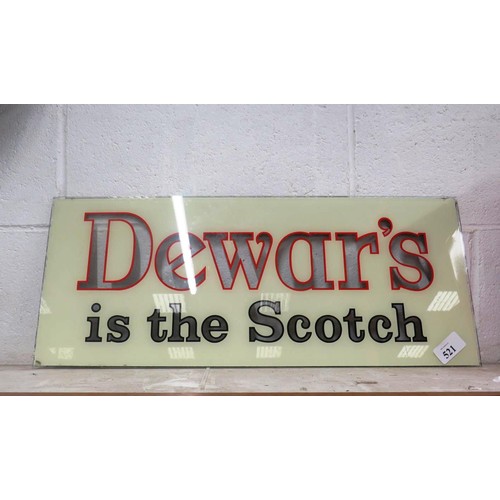 Dewar's
is the Scotch
521